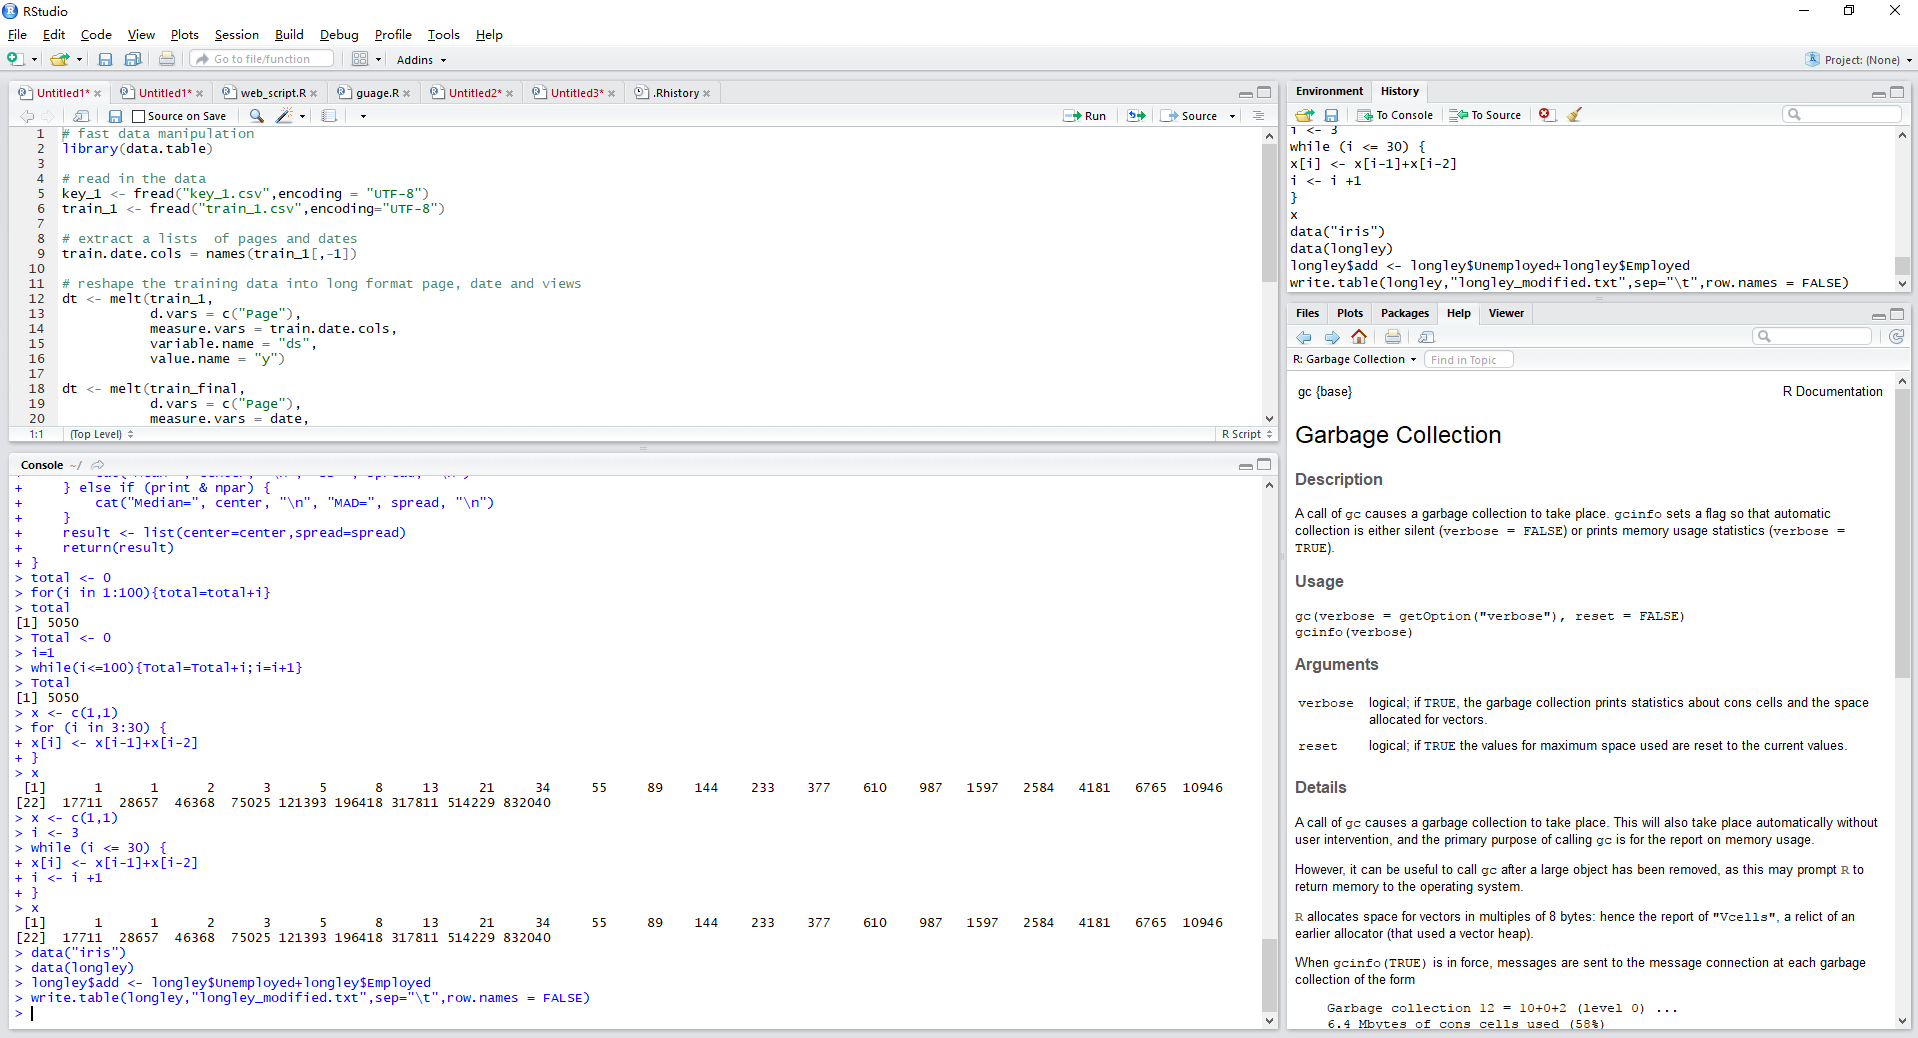 RStudio
File Edit Code View Plots Session Build Debug Profile Tools Help
Go to file/function Addins Project: (None)
Untitled1* Untitled1* web_script.R guage.R Untitled2* Untitled3* .Rhistory
Source on Save Run Source
1 # fast data manipulation
2 library(data.table)
3
4 # read in the data
5 key_1 <- fread("key_1.csv",encoding = "UTF-8")
6 train_1 <- fread("train_1.csv",encoding="UTF-8")
7
8 # extract a lists  of pages and dates
9 train.date.cols = names(train_1[,-1])
10
11 # reshape the training data into long format page, date and views
12 dt <- melt(train_1,
13            d.vars = c("Page"),
14            measure.vars = train.date.cols,
15            variable.name = "ds",
16            value.name = "y")
17
18 dt <- melt(train_final,
19            d.vars = c("Page"),
20            measure.vars = date,
1:1 (Top Level) R Script
Console ~/
+     } else if (print & npar) {
+         cat("Median=", center, "\n", "MAD=", spread, "\n")
+     }
+     result <- list(center=center,spread=spread)
+     return(result)
+ }
> total <- 0
> for(i in 1:100){total=total+i}
> total
[1] 5050
> Total <- 0
> i=1
> while(i<=100){Total=Total+i;i=i+1}
> Total
[1] 5050
> x <- c(1,1)
> for (i in 3:30) {
+ x[i] <- x[i-1]+x[i-2]
+ }
> x
[1] 1 1 2 3 5 8 13 21 34 55 89 144 233 377 610 987 1597 2584 4181 6765 10946
[22] 17711 28657 46368 75025 121393 196418 317811 514229 832040
> x <- c(1,1)
> i <- 3
> while (i <= 30) {
+ x[i] <- x[i-1]+x[i-2]
+ i <- i +1
+ }
> x
[1] 1 1 2 3 5 8 13 21 34 55 89 144 233 377 610 987 1597 2584 4181 6765 10946
[22] 17711 28657 46368 75025 121393 196418 317811 514229 832040
> data("iris")
> data(longley)
> longley$add <- longley$Unemployed+longley$Employed
> write.table(longley,"longley_modified.txt",sep="\t",row.names = FALSE)
>
Environment History
To Console To Source
i <- 3
while (i <= 30) {
x[i] <- x[i-1]+x[i-2]
i <- i +1
}
x
data("iris")
data(longley)
longley$add <- longley$Unemployed+longley$Employed
write.table(longley,"longley_modified.txt",sep="\t",row.names = FALSE)
Files Plots Packages Help Viewer
R: Garbage Collection Find in Topic
gc {base} R Documentation
Garbage Collection
Description
A call of gc causes a garbage collection to take place. gcinfo sets a flag so that automatic
collection is either silent (verbose = FALSE) or prints memory usage statistics (verbose =
TRUE).
Usage
gc(verbose = getOption("verbose"), reset = FALSE)
gcinfo(verbose)
Arguments
verbose logical; if TRUE, the garbage collection prints statistics about cons cells and the space
allocated for vectors.
reset logical; if TRUE the values for maximum space used are reset to the current values.
Details
A call of gc causes a garbage collection to take place. This will also take place automatically without
user intervention, and the primary purpose of calling gc is for the report on memory usage.
However, it can be useful to call gc after a large object has been removed, as this may prompt R to
return memory to the operating system.
R allocates space for vectors in multiples of 8 bytes: hence the report of "Vcells", a relict of an
earlier allocator (that used a vector heap).
When gcinfo(TRUE) is in force, messages are sent to the message connection at each garbage
collection of the form
Garbage collection 12 = 10+0+2 (level 0) ...
6.4 Mbytes of cons cells used (58%)